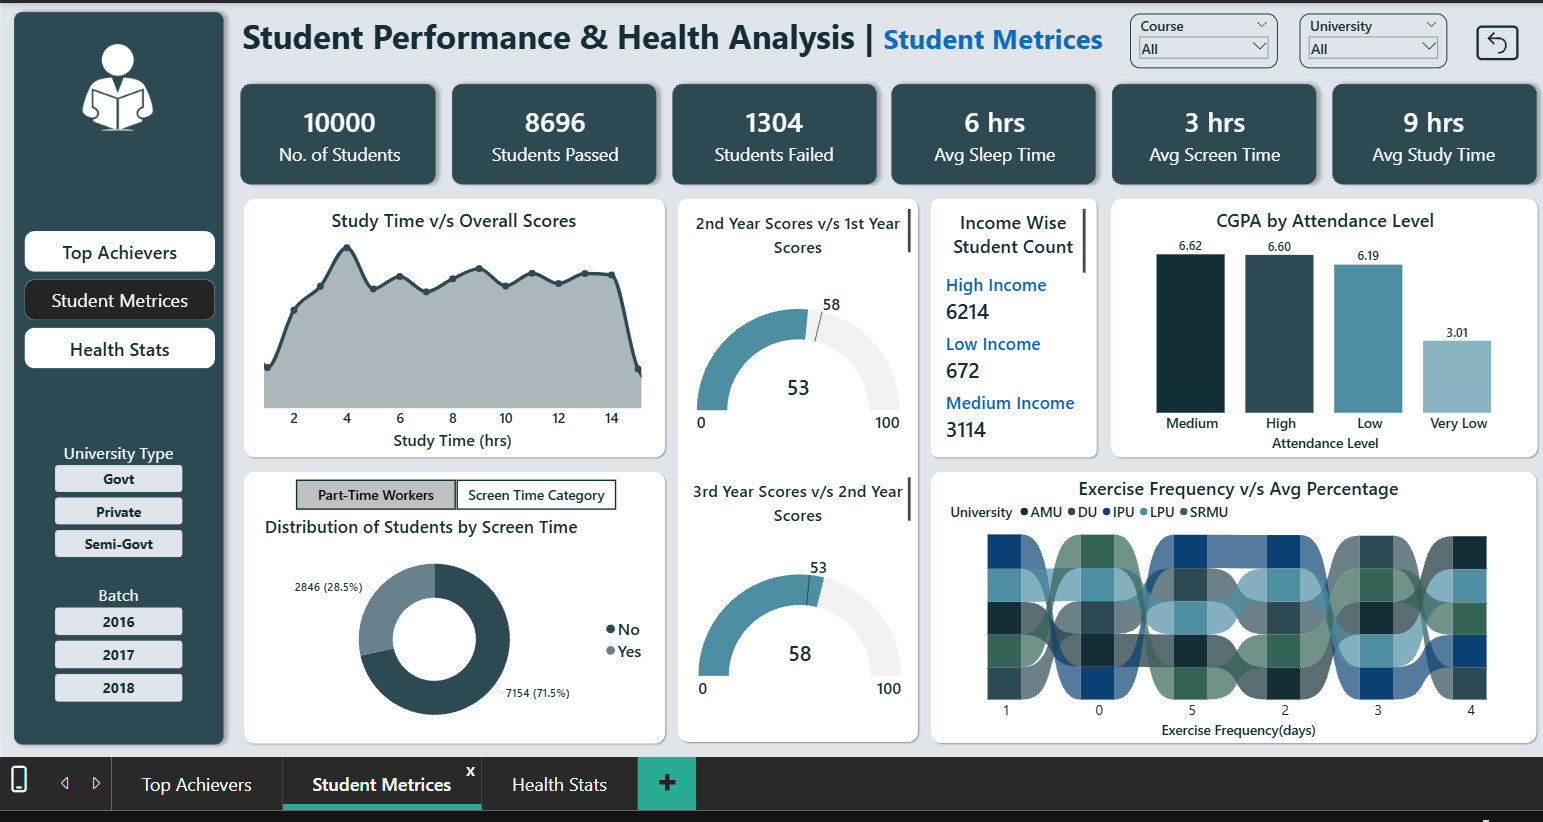 Student Performance & Health Analysis | Student Metrices
Course
All
University
All
Top Achievers
Student Metrices
Health Stats
University Type
Govt
Private
Semi-Govt
Batch
2016
2017
2018
10000
No. of Students
8696
Students Passed
1304
Students Failed
6 hrs
Avg Sleep Time
3 hrs
Avg Screen Time
9 hrs
Avg Study Time
Study Time v/s Overall Scores
2 4 6 8 10 12 14
Study Time (hrs)
2nd Year Scores v/s 1st Year
Scores
58
53
0 100
Income Wise
Student Count
High Income
6214
Low Income
672
Medium Income
3114
CGPA by Attendance Level
6.62
6.60
6.19
3.01
Medium High Low Very Low
Attendance Level
Part-Time Workers Screen Time Category
Distribution of Students by Screen Time
2846 (28.5%)
No
Yes
7154 (71.5%)
3rd Year Scores v/s 2nd Year
Scores
53
58
0 100
Exercise Frequency v/s Avg Percentage
University AMU DU IPU LPU SRMU
1 0 5 2 3 4
Exercise Frequency(days)
Top Achievers
Student Metrices x
Health Stats
+